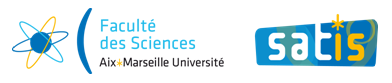 Faculté
des Sciences
Aix*Marseille Université
satis